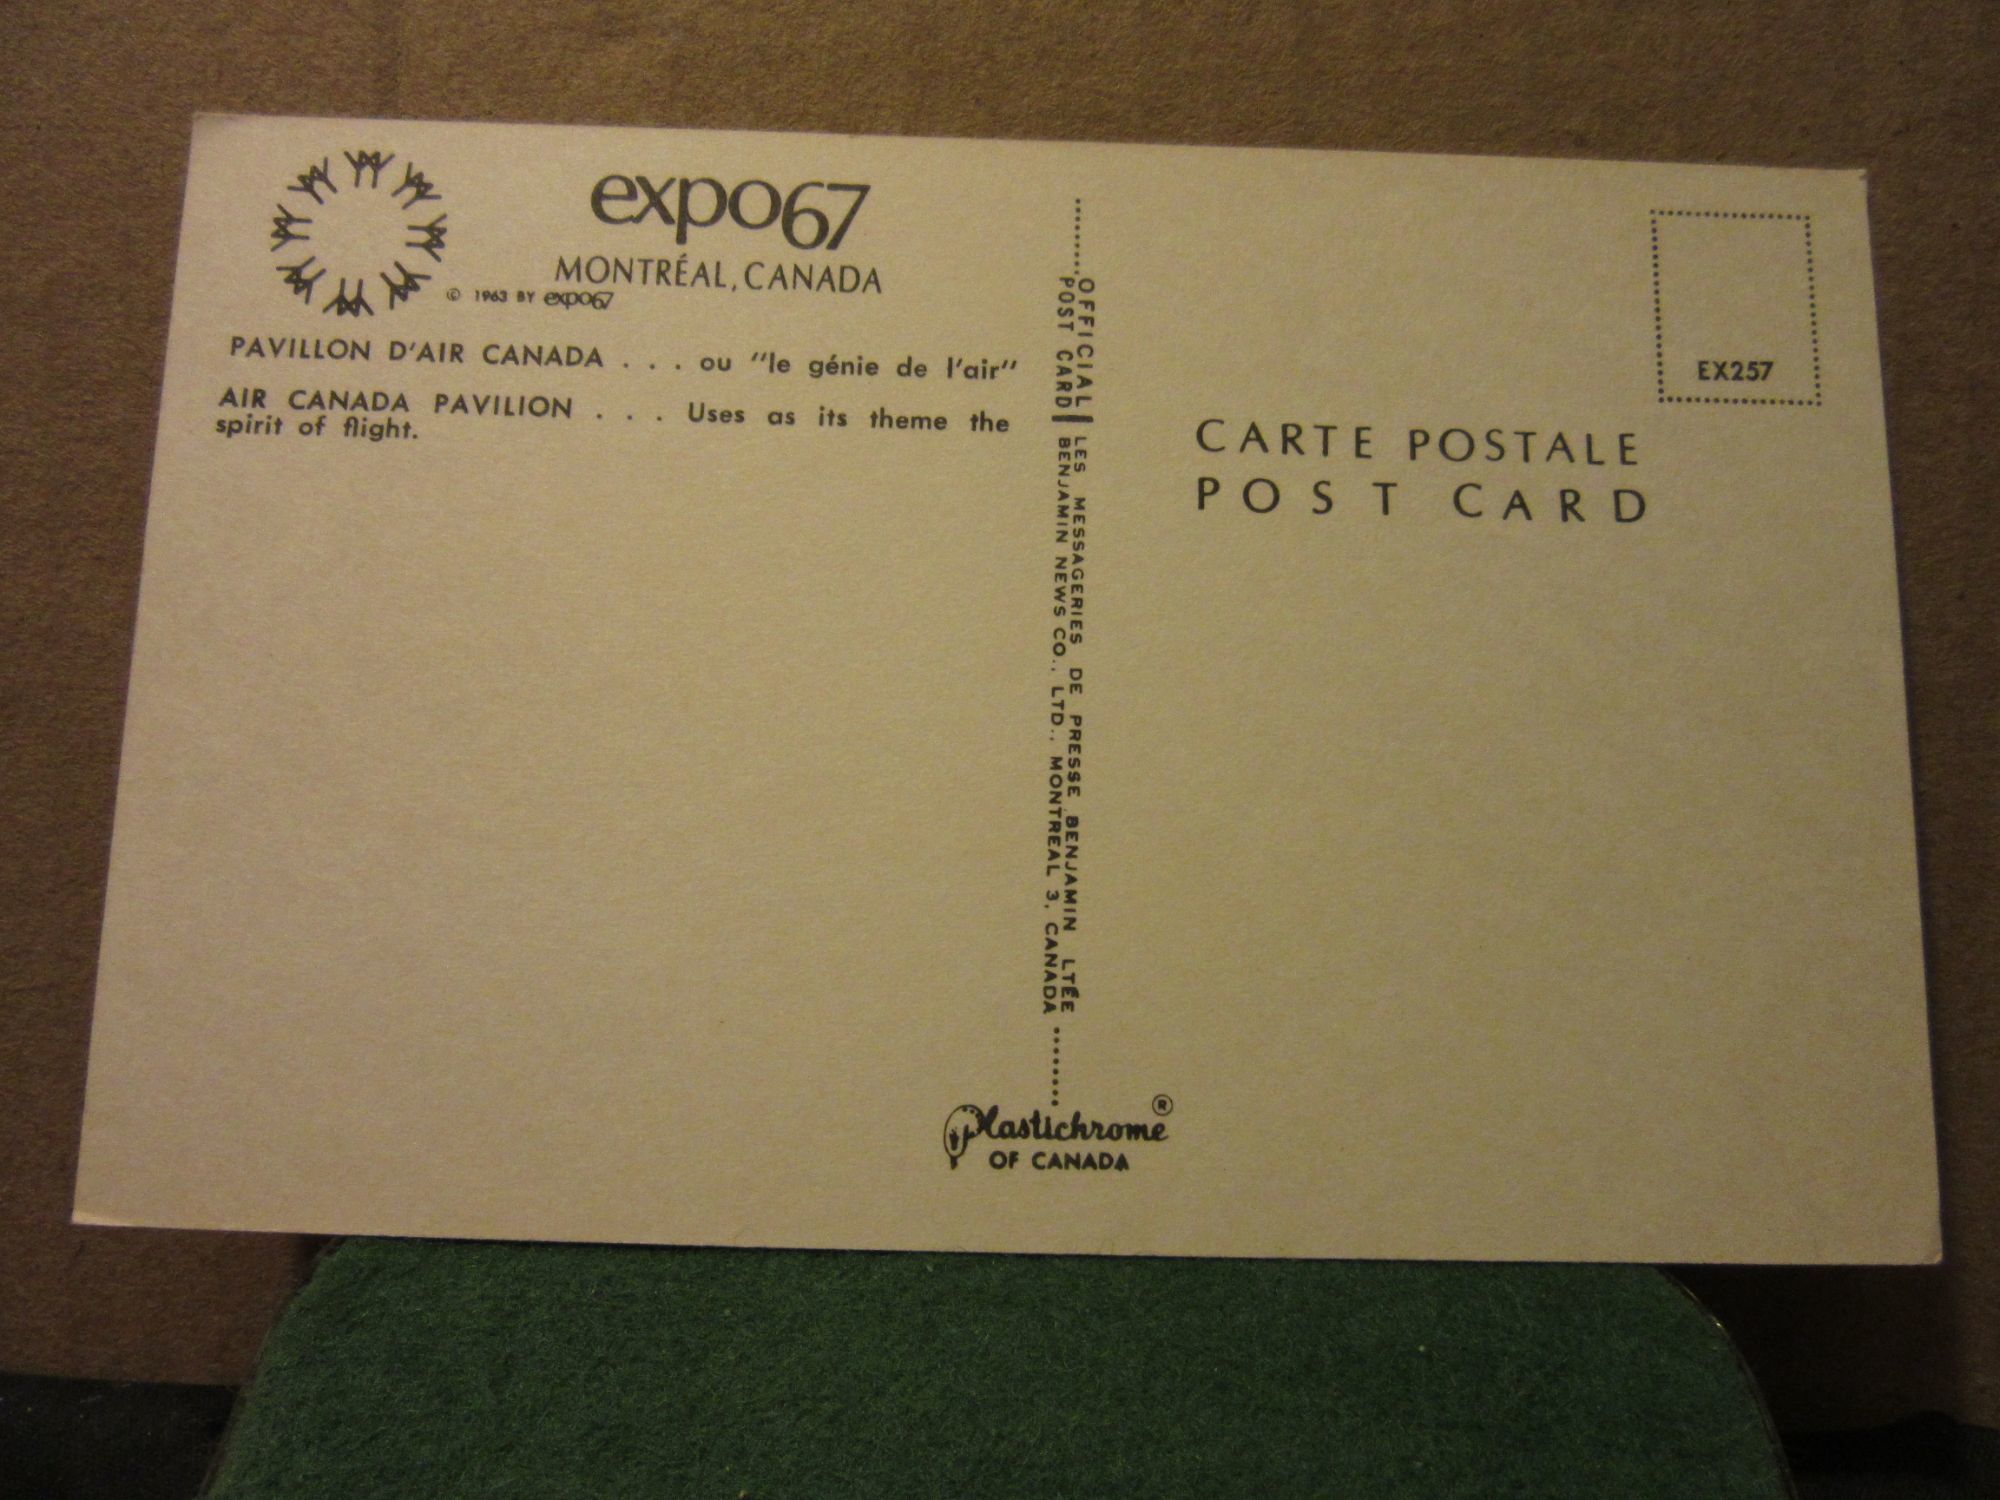 expo67
MONTRÉAL, CANADA
© 1963 BY expo67
PAVILLON D'AIR CANADA . . . ou "le génie de l'air"
AIR CANADA PAVILION . . . Uses as its theme the
spirit of flight.
OFFICIAL
POST CARD
LES MESSAGERIES DE PRESSE BENJAMIN LTÉE
BENJAMIN NEWS CO., LTD., MONTREAL 3, CANADA
Plastichrome ®
OF CANADA
EX257
CARTE POSTALE
POST CARD